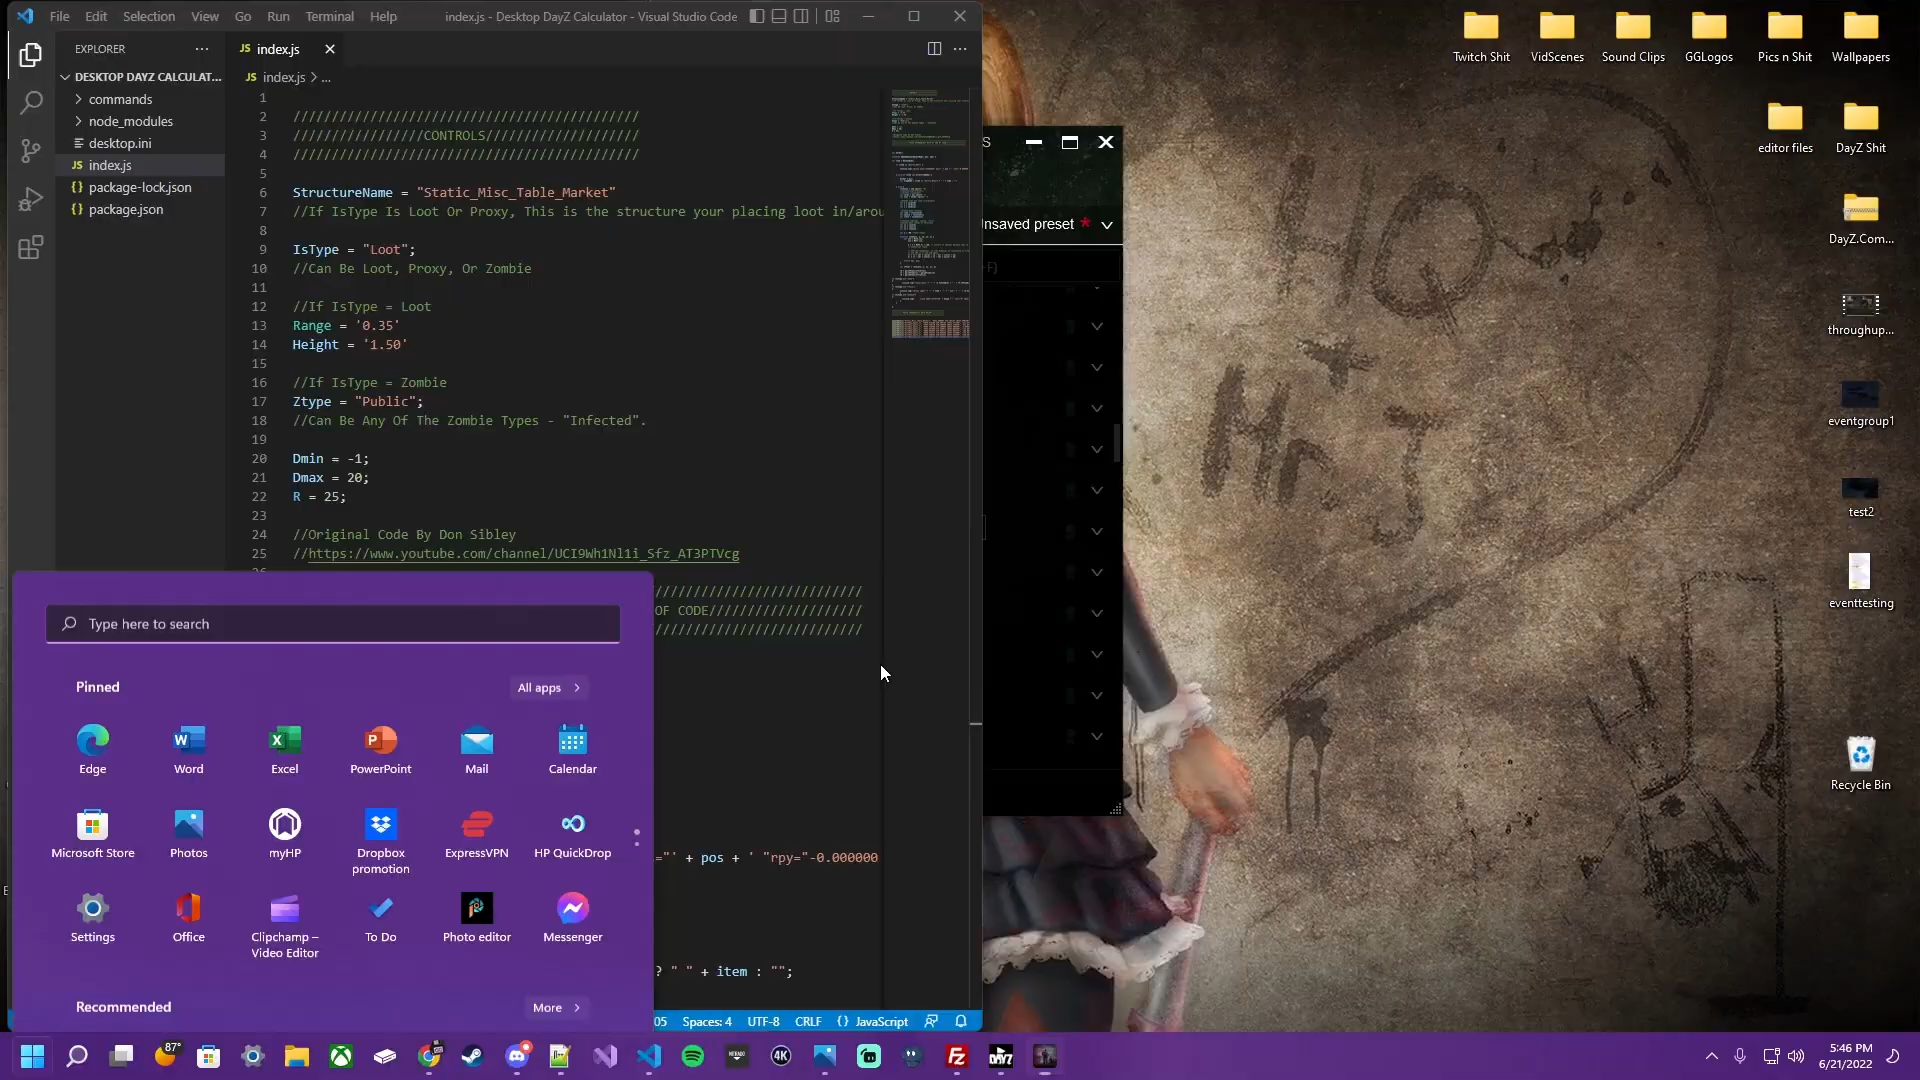 File Edit Selection View Go Run Terminal Help
index.js - Desktop DayZ Calculator - Visual Studio Code
EXPLORER
JS index.js
DESKTOP DAYZ CALCULAT...
JS index.js > ...
commands
node_modules
desktop.ini
JS index.js
{} package-lock.json
{} package.json
1
2 /////////////////////////////////////////////
3 /////////////////CONTROLS////////////////////
4 /////////////////////////////////////////////
5
6 StructureName = "Static_Misc_Table_Market"
7 //If IsType Is Loot Or Proxy, This is the structure your placing loot in/arou
8
9 IsType = "Loot";
10 //Can Be Loot, Proxy, Or Zombie
11
12 //If IsType = Loot
13 Range = '0.35'
14 Height = '1.50'
15
16 //If IsType = Zombie
17 Ztype = "Public";
18 //Can Be Any Of The Zombie Types - "Infected".
19
20 Dmin = -1;
21 Dmax = 20;
22 R = 25;
23
24 //Original Code By Don Sibley
25 //https://www.youtube.com/channel/UCI9Wh1Nl1i_Sfz_AT3PTVcg
26
///////////////////////////
OF CODE////////////////////
///////////////////////////
="' + pos + ' "rpy="-0.000000
? " " + item : "";
05 Spaces: 4 UTF-8 CRLF {} JavaScript
S
nsaved preset *
+F)
Type here to search
Pinned
All apps >
Edge
Word
Excel
PowerPoint
Mail
Calendar
Microsoft Store
Photos
myHP
Dropbox promotion
ExpressVPN
HP QuickDrop
Settings
Office
Clipchamp – Video Editor
To Do
Photo editor
Messenger
Recommended
More >
Twitch Shit
VidScenes
Sound Clips
GGLogos
Pics n Shit
Wallpapers
editor files
DayZ Shit
DayZ.Com...
throughup...
eventgroup1
test2
eventtesting
Recycle Bin
87°
4K
Fz
DAYZ
5:46 PM
6/21/2022